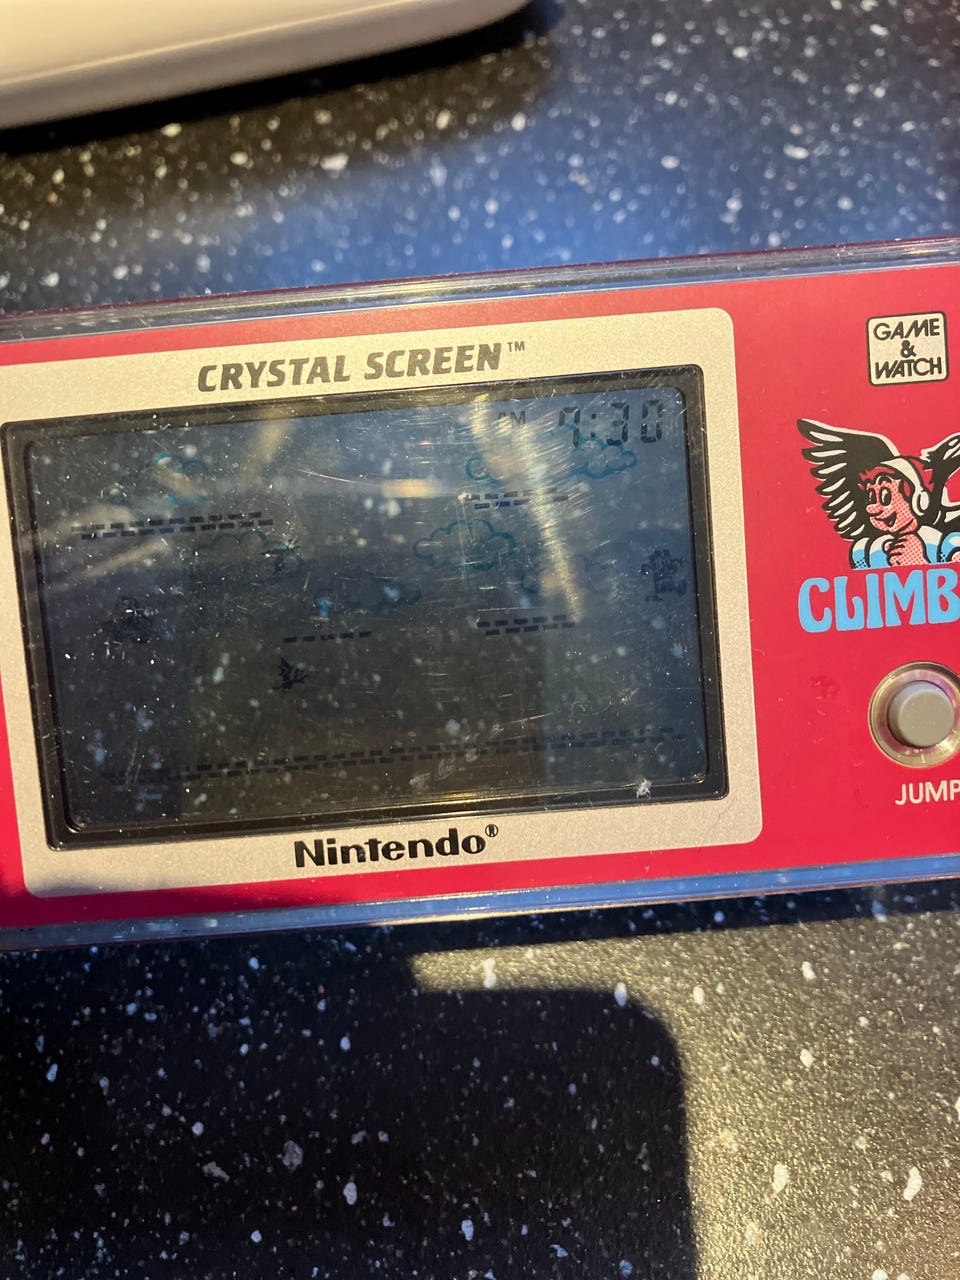 CRYSTAL SCREEN™
GAME
&
WATCH
AM 9:30
CLIMB
JUMP
Nintendo®